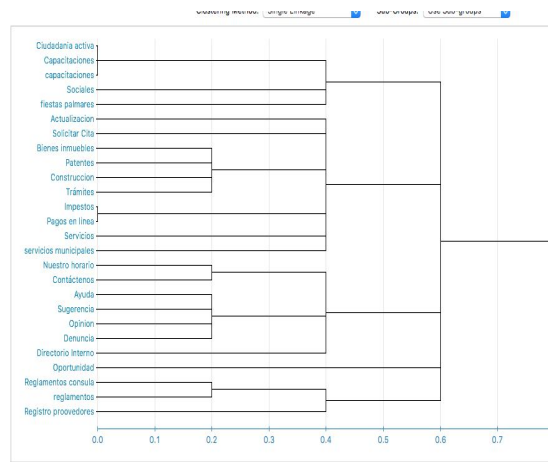 Clustering Method: Single Linkage Sub-Groups: Use Sub-groups
Ciudadania activa
Capacitaciones
capacitaciones
Sociales
fiestas palmares
Actualizacion
Solicitar Cita
Bienes inmuebles
Patentes
Construccion
Trámites
Impuestos
Pagos en linea
Servicios
servicios municipales
Nuestro horario
Contáctenos
Ayuda
Sugerencia
Opinion
Denuncia
Directorio Interno
Oportunidad
Reglamentos consula
reglamentos
Registro proovedores
0.0 0.1 0.2 0.3 0.4 0.5 0.6 0.7